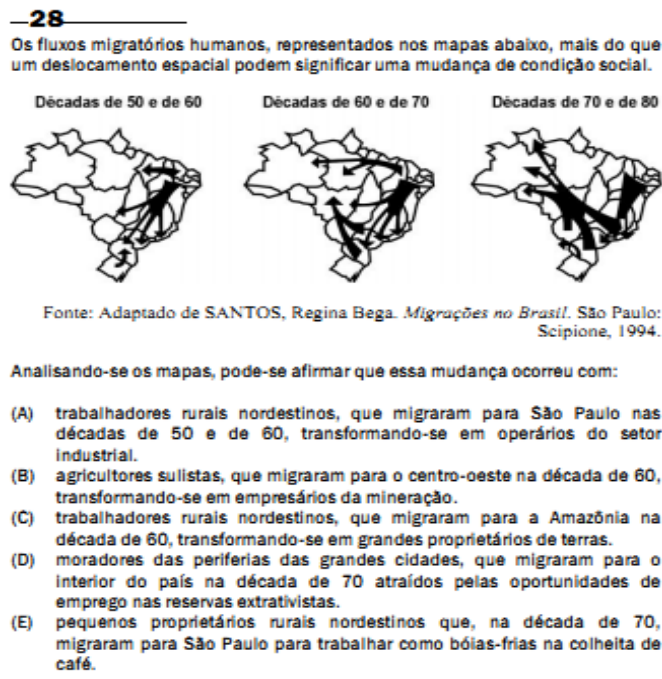 28
Os fluxos migratórios humanos, representados nos mapas abaixo, mais do que
um deslocamento espacial podem significar uma mudança de condição social.
Décadas de 50 e de 60 Décadas de 60 e de 70 Décadas de 70 e de 80
Fonte: Adaptado de SANTOS, Regina Bega. Migrações no Brasil. São Paulo:
Scipione, 1994.
Analisando-se os mapas, pode-se afirmar que essa mudança ocorreu com:
(A) trabalhadores rurais nordestinos, que migraram para São Paulo nas
décadas de 50 e de 60, transformando-se em operários do setor
industrial.
(B) agricultores sulistas, que migraram para o centro-oeste na década de 60,
transformando-se em empresários da mineração.
(C) trabalhadores rurais nordestinos, que migraram para a Amazônia na
década de 60, transformando-se em grandes proprietários de terras.
(D) moradores das periferias das grandes cidades, que migraram para o
interior do país na década de 70 atraídos pelas oportunidades de
emprego nas reservas extrativistas.
(E) pequenos proprietários rurais nordestinos que, na década de 70,
migraram para São Paulo para trabalhar como bóias-frias na colheita de
café.